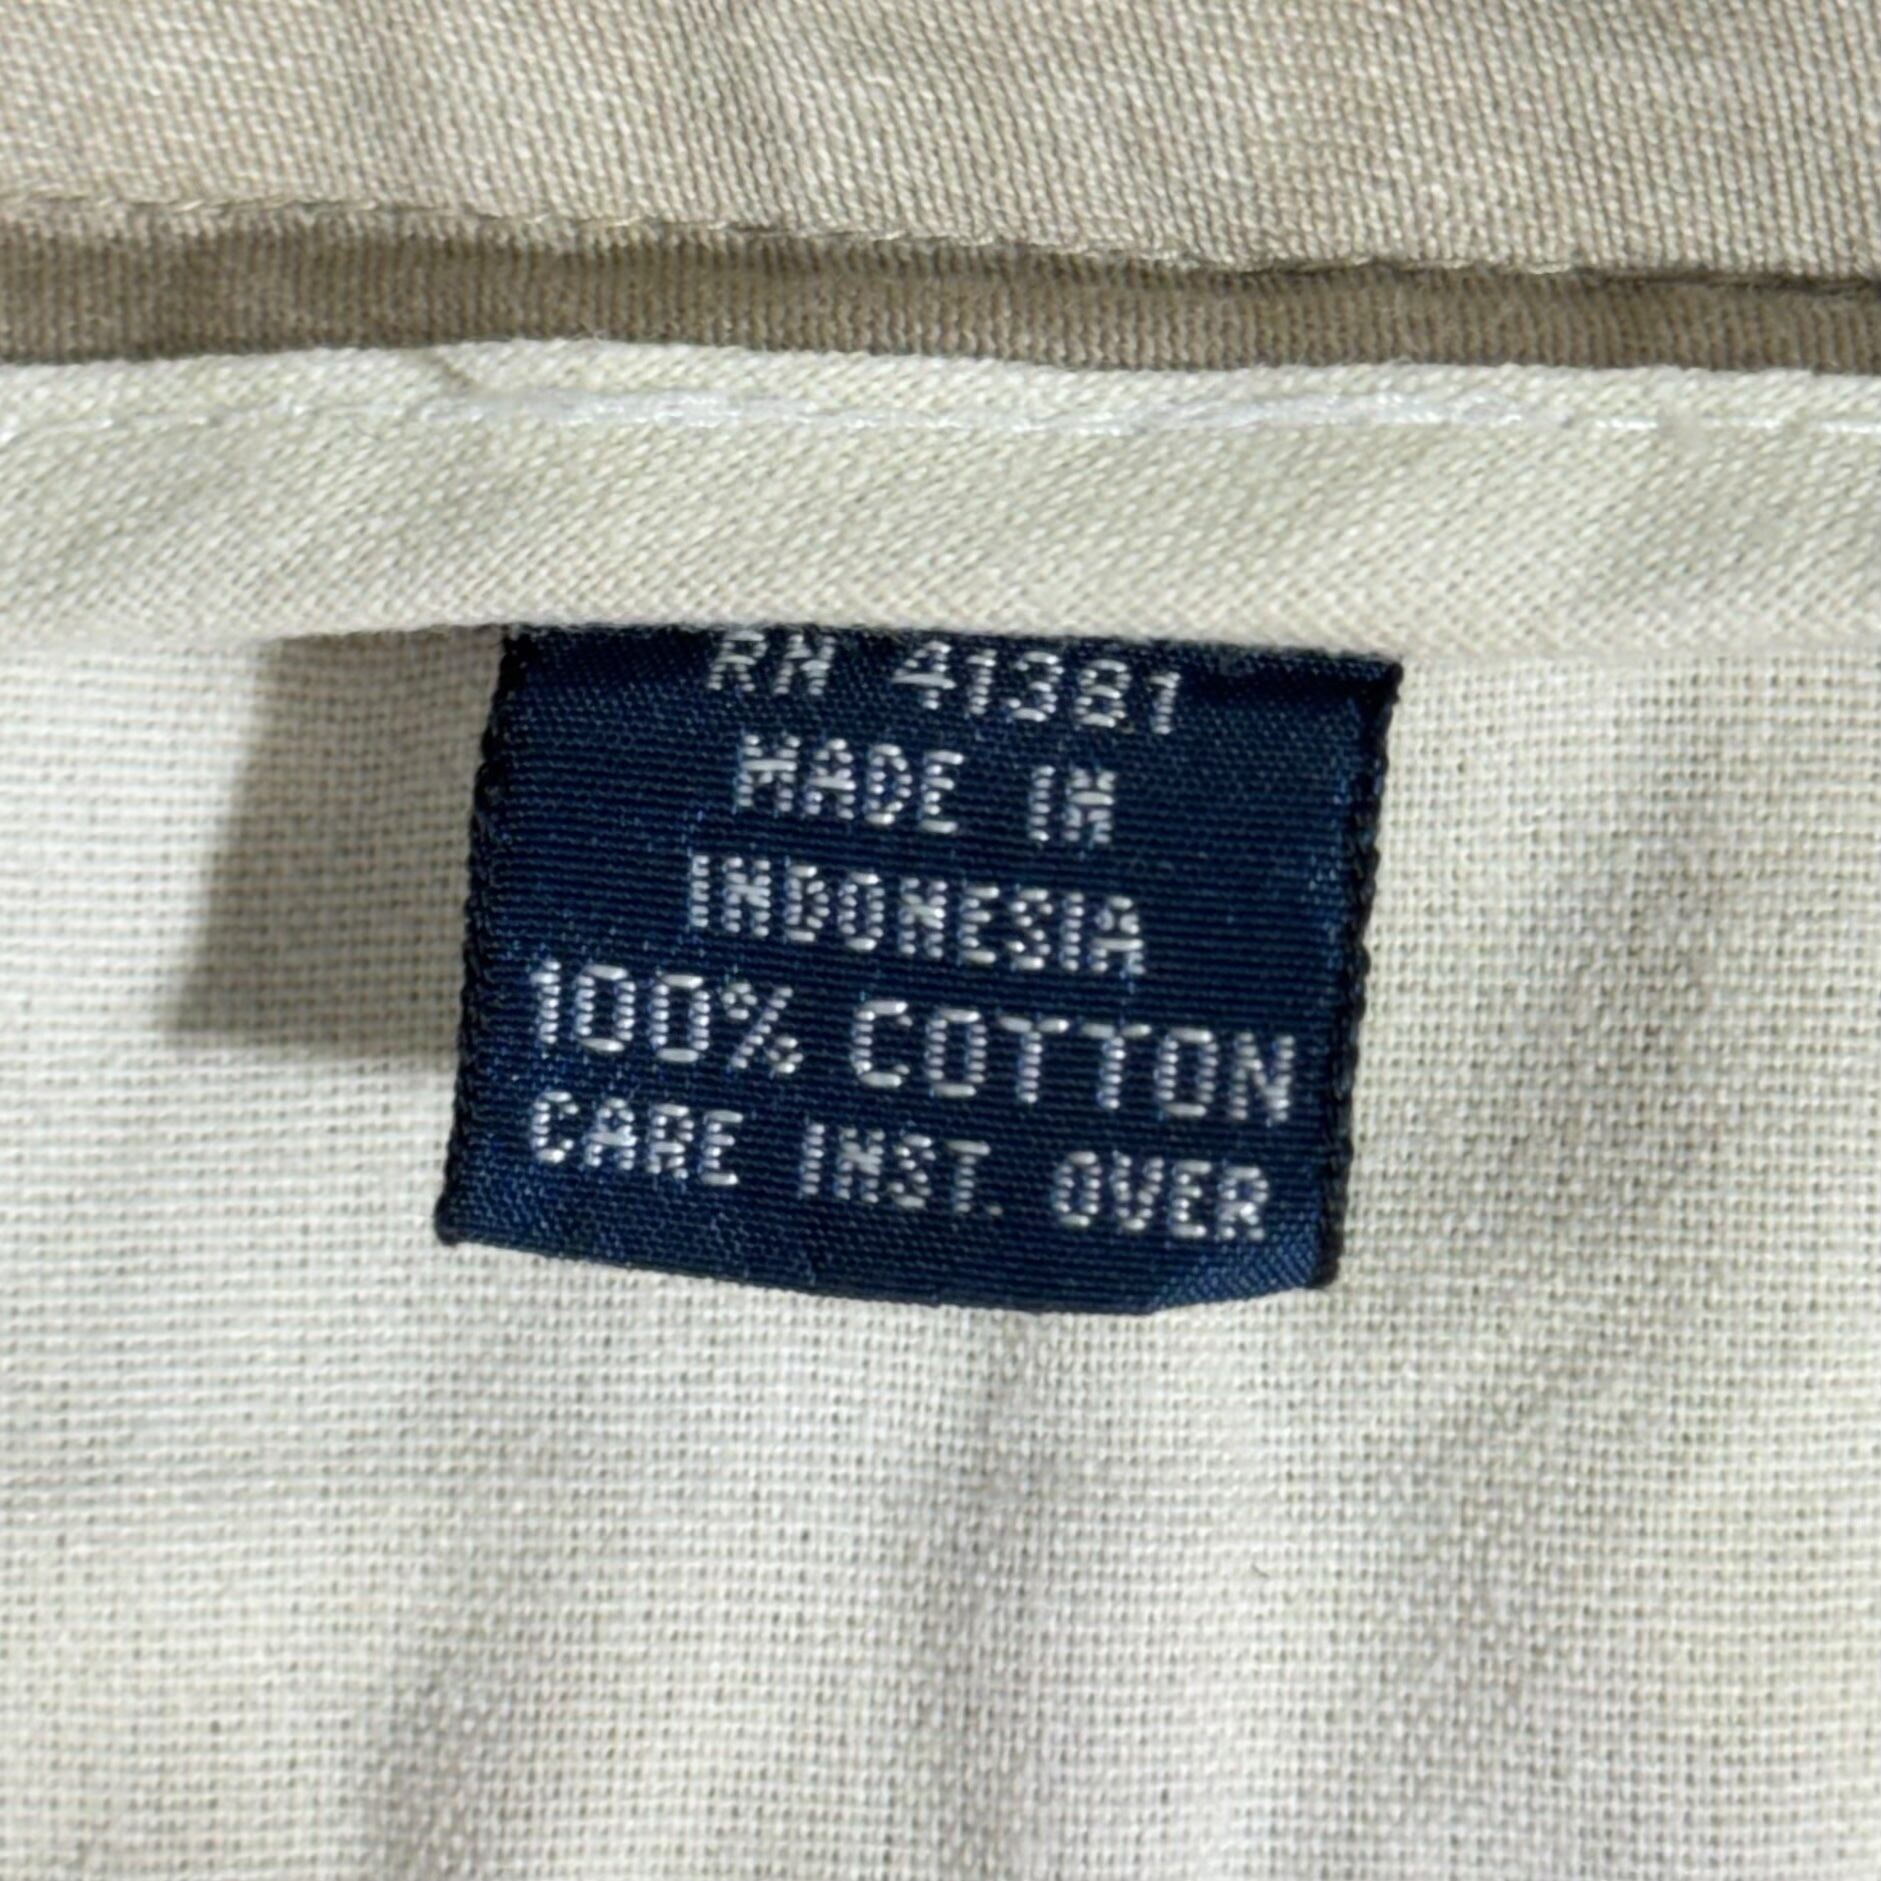 RN 41381
MADE IN
INDONESIA
100% COTTON
CARE INST. OVER